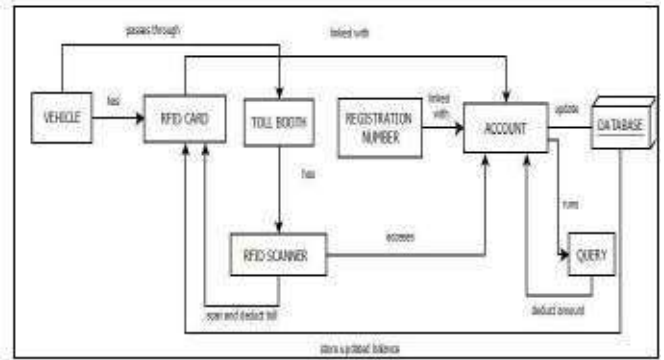 passes through
linked with
has
VEHICLE
RFID CARD
TOLL BOOTH
REGISTRATION
NUMBER
linked
with
ACCOUNT
update
DATABASE
has
runs
RFID SCANNER
accesses
QUERY
scan and deduct toll
deduct amount
store updated balance